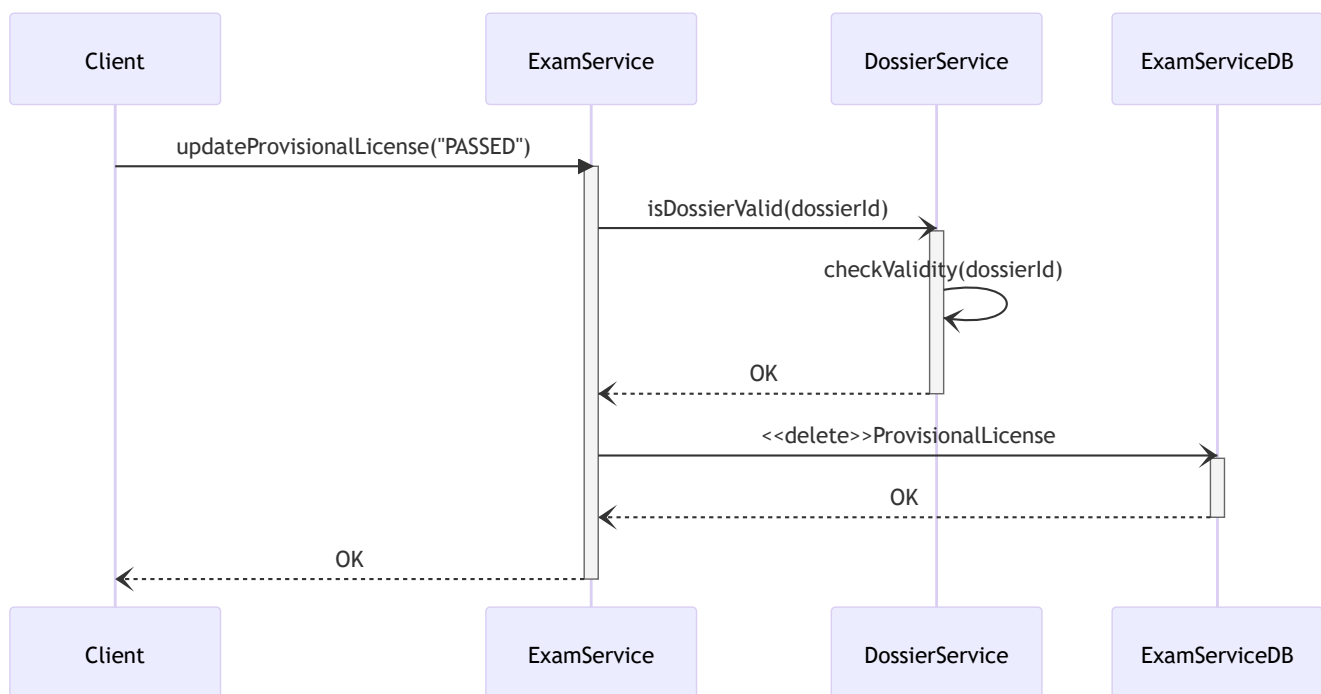 Client
ExamService
DossierService
ExamServiceDB
updateProvisionalLicense("PASSED")
isDossierValid(dossierId)
checkValidity(dossierId)
OK
<<delete>>ProvisionalLicense
OK
OK
Client
ExamService
DossierService
ExamServiceDB